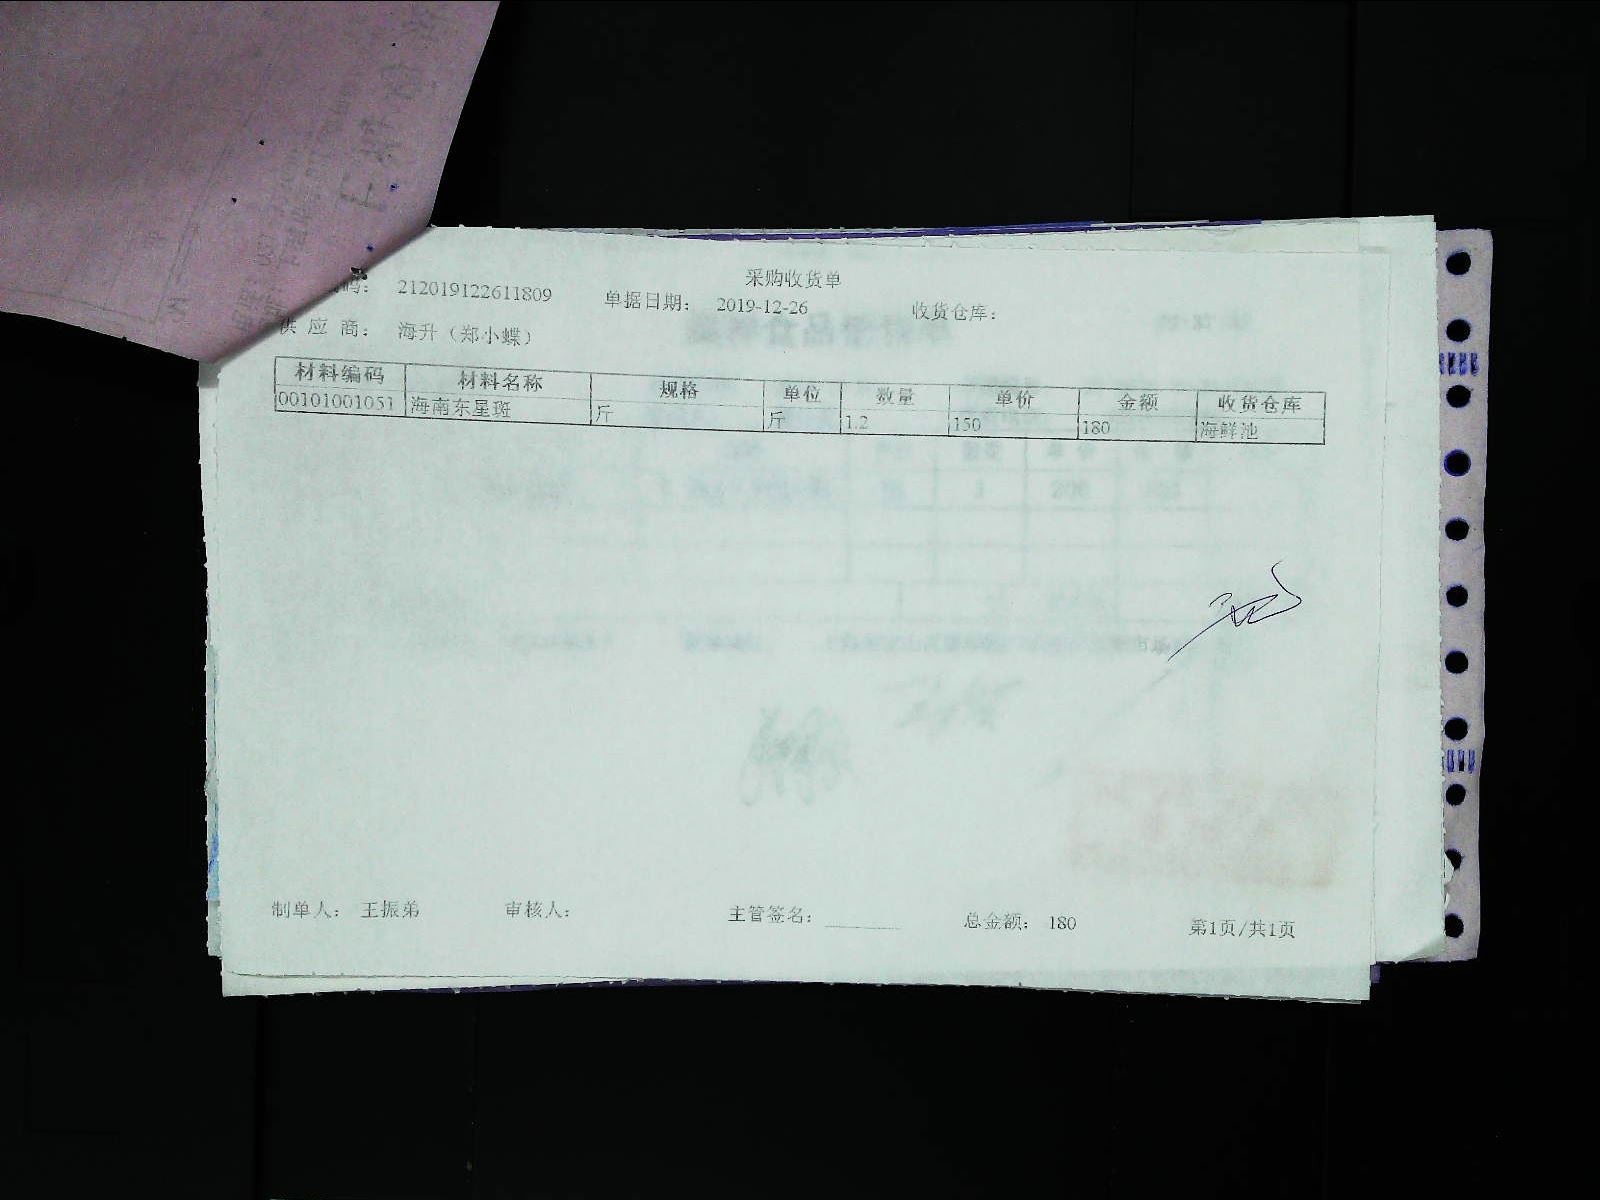 采购收货单
码： 212019122611809 单据日期： 2019-12-26 收货仓库：
供 应 商： 海升（郑小蝶）
材料编码 材料名称 规格 单位 数量 单价 金额 收货仓库
00101001051 海南东星斑 斤 斤 1.2 150 180 海鲜池
市场
制单人： 王振弟 审核人： 主管签名： 总金额： 180 第1页/共1页